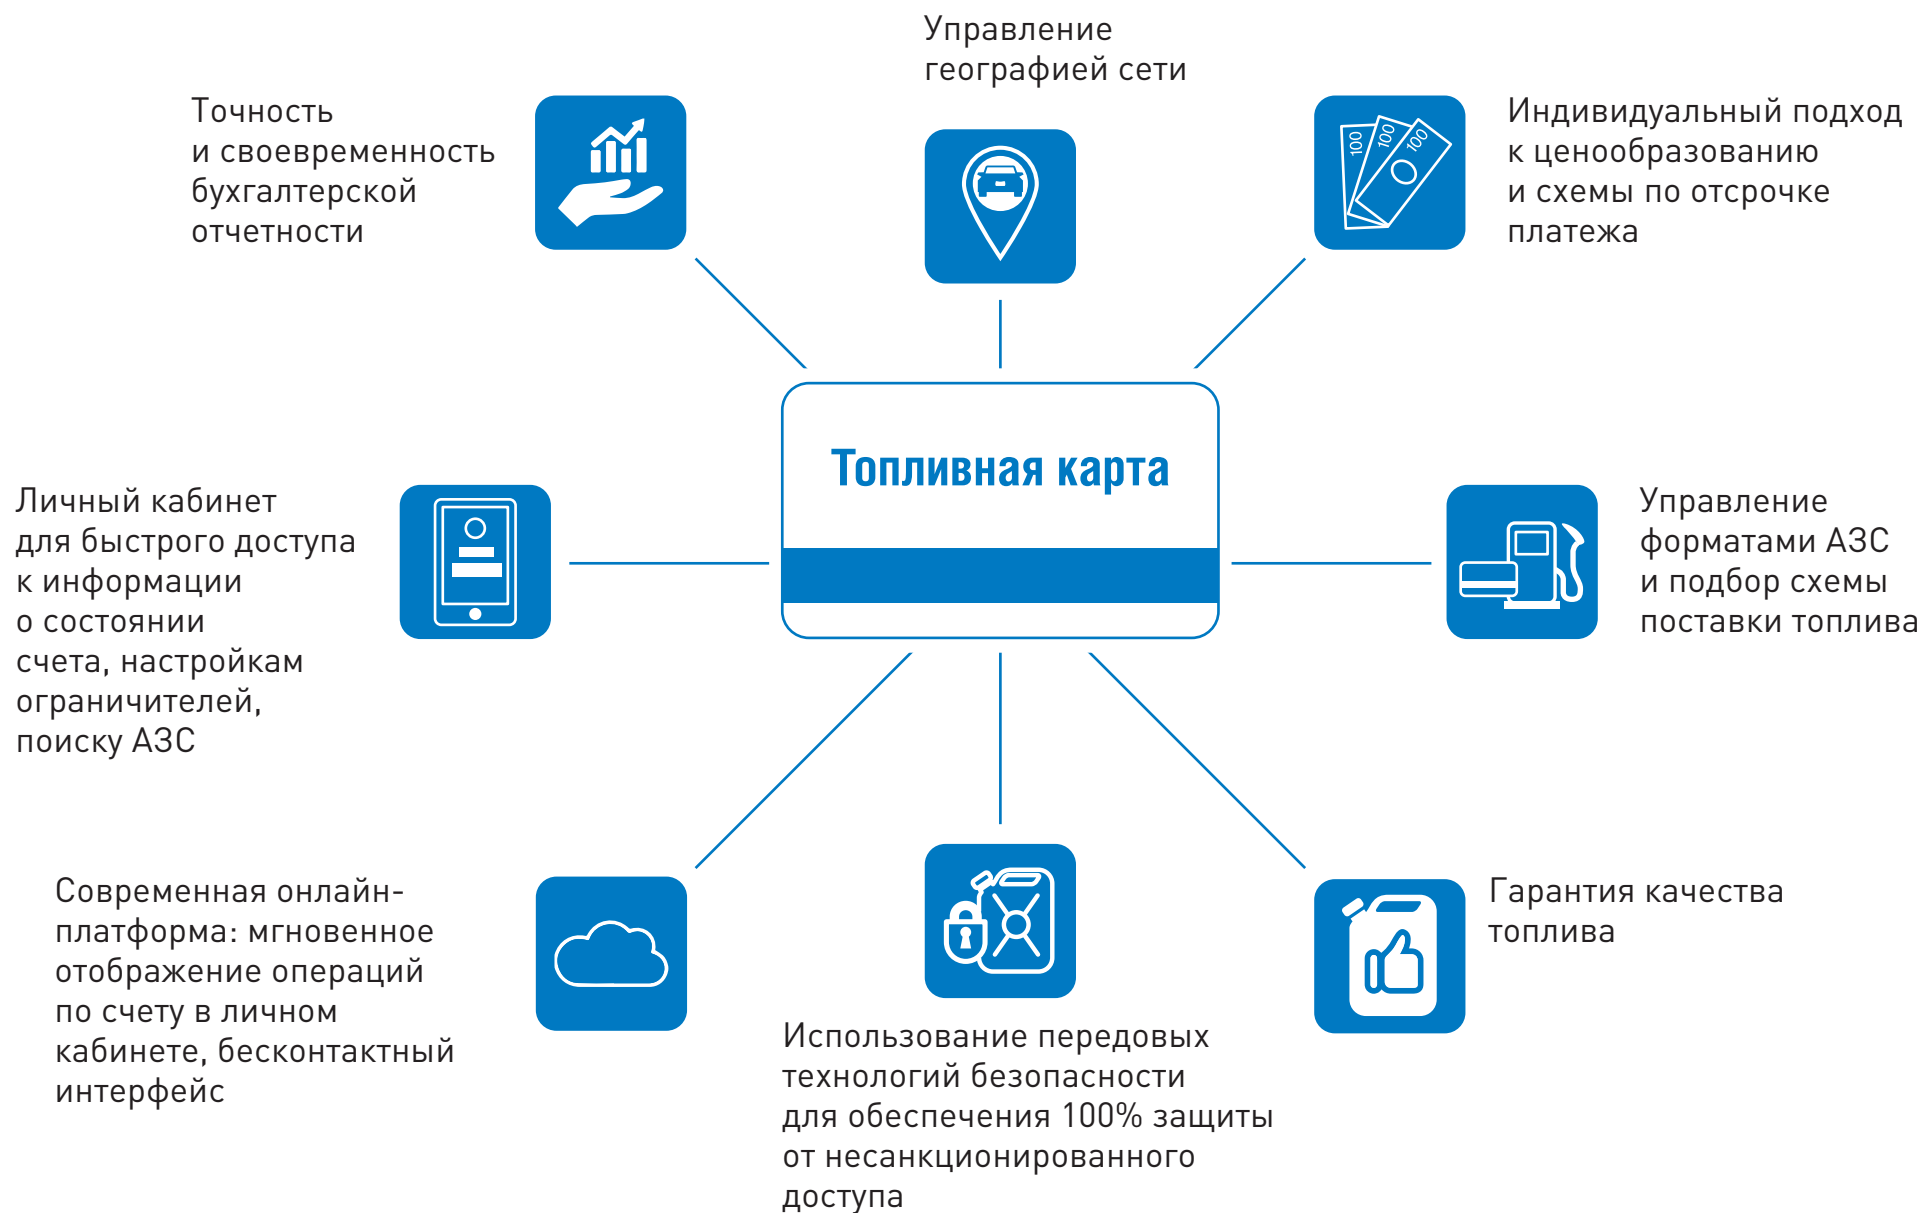 Управление
географией сети
Точность
и своевременность
бухгалтерской
отчетности
100
100
100
Индивидуальный подход
к ценообразованию
и схемы по отсрочке
платежа
Топливная карта
Личный кабинет
для быстрого доступа
к информации
о состоянии
счета, настройкам
ограничителей,
поиску АЗС
Управление
форматами АЗС
и подбор схемы
поставки топлива
Современная онлайн-
платформа: мгновенное
отображение операций
по счету в личном
кабинете, бесконтактный
интерфейс
Использование передовых
технологий безопасности
для обеспечения 100% защиты
от несанкционированного
доступа
Гарантия качества
топлива